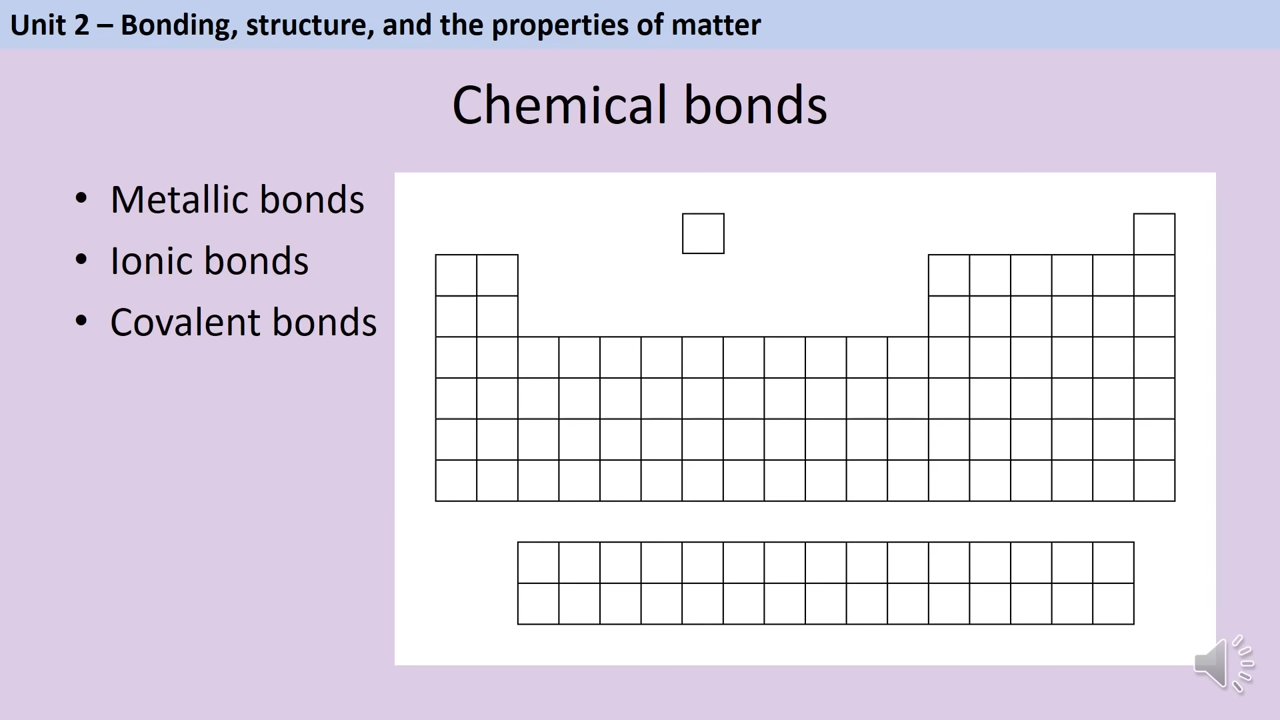 Unit 2 – Bonding, structure, and the properties of matter
Chemical bonds
• Metallic bonds
• Ionic bonds
• Covalent bonds